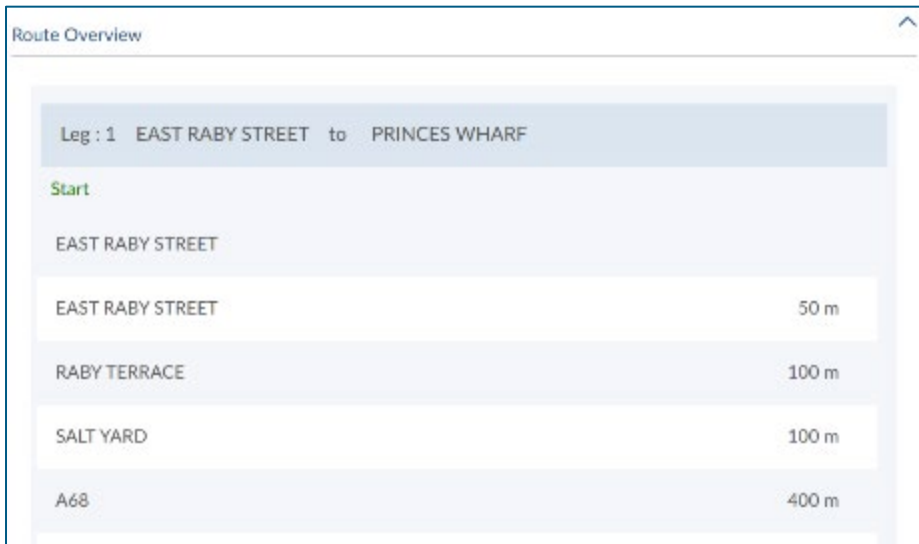 Route Overview
Leg : 1 EAST RABY STREET to PRINCES WHARF
Start
EAST RABY STREET
EAST RABY STREET 50 m
RABY TERRACE 100 m
SALT YARD 100 m
A68 400 m